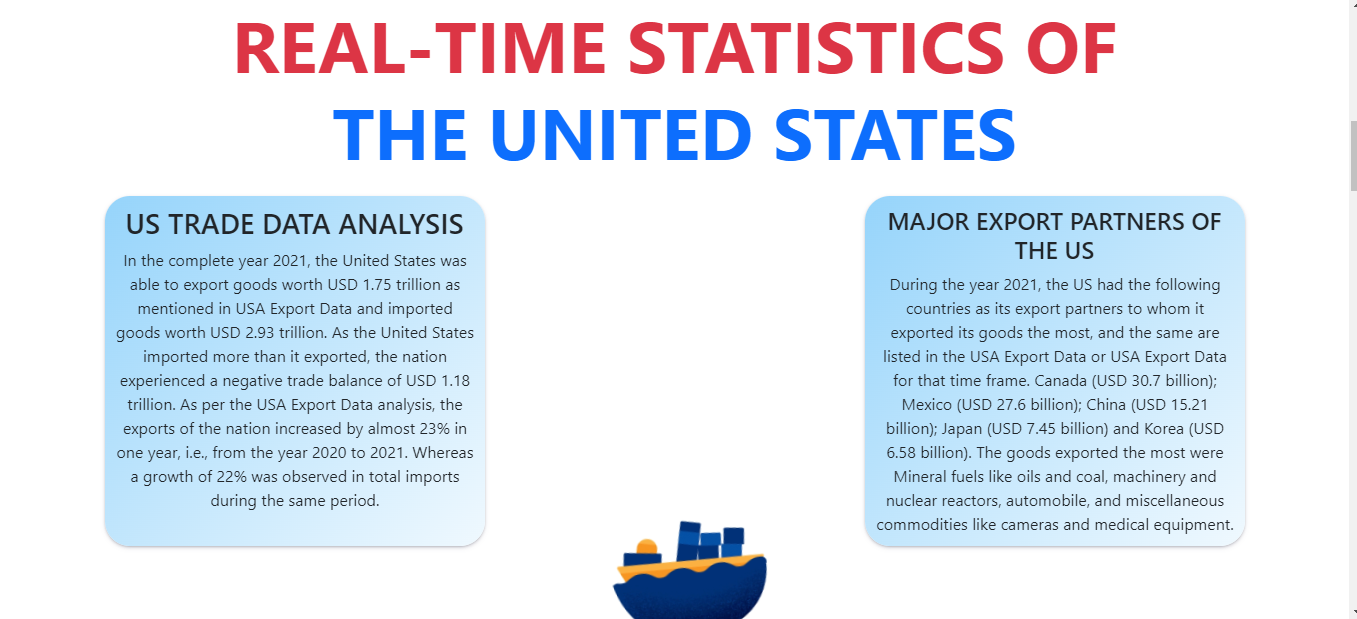 REAL-TIME STATISTICS OF
THE UNITED STATES
US TRADE DATA ANALYSIS
In the complete year 2021, the United States was
able to export goods worth USD 1.75 trillion as
mentioned in USA Export Data and imported
goods worth USD 2.93 trillion. As the United States
imported more than it exported, the nation
experienced a negative trade balance of USD 1.18
trillion. As per the USA Export Data analysis, the
exports of the nation increased by almost 23% in
one year, i.e., from the year 2020 to 2021. Whereas
a growth of 22% was observed in total imports
during the same period.
MAJOR EXPORT PARTNERS OF
THE US
During the year 2021, the US had the following
countries as its export partners to whom it
exported its goods the most, and the same are
listed in the USA Export Data or USA Export Data
for that time frame. Canada (USD 30.7 billion);
Mexico (USD 27.6 billion); China (USD 15.21
billion); Japan (USD 7.45 billion) and Korea (USD
6.58 billion). The goods exported the most were
Mineral fuels like oils and coal, machinery and
nuclear reactors, automobile, and miscellaneous
commodities like cameras and medical equipment.